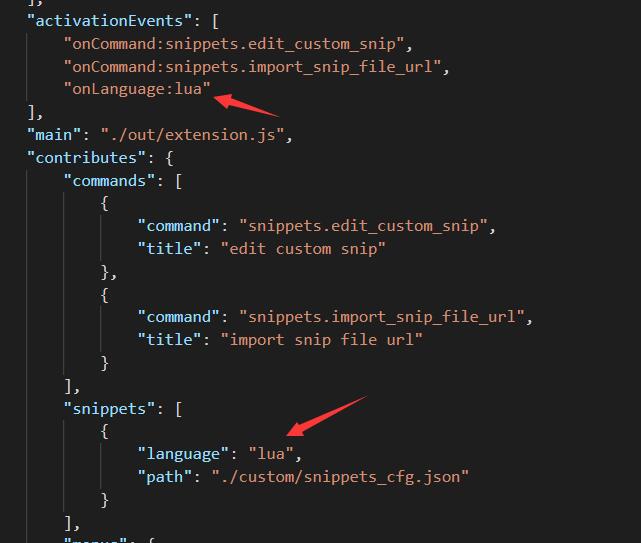 ],
"activationEvents": [
"onCommand:snippets.edit_custom_snip",
"onCommand:snippets.import_snip_file_url",
"onLanguage:lua"
],
"main": "./out/extension.js",
"contributes": {
"commands": [
{
"command": "snippets.edit_custom_snip",
"title": "edit custom snip"
},
{
"command": "snippets.import_snip_file_url",
"title": "import snip file url"
}
],
"snippets": [
{
"language": "lua",
"path": "./custom/snippets_cfg.json"
}
],
"menus": {